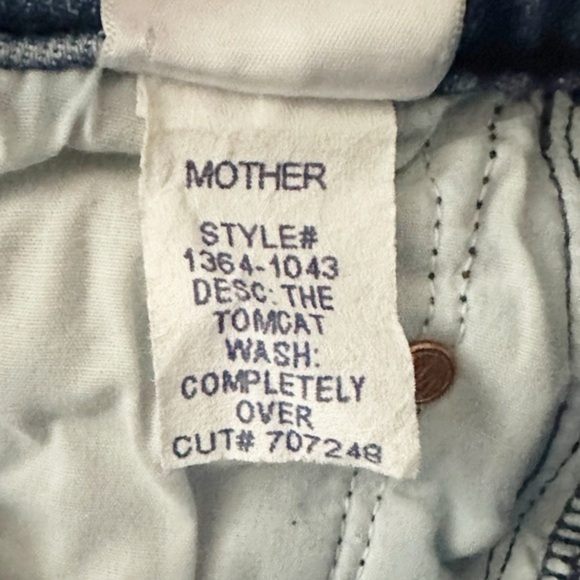 MOTHER
STYLE#
1364-1043
DESC: THE
TOMCAT
WASH:
COMPLETELY
OVER
CUT# 707248